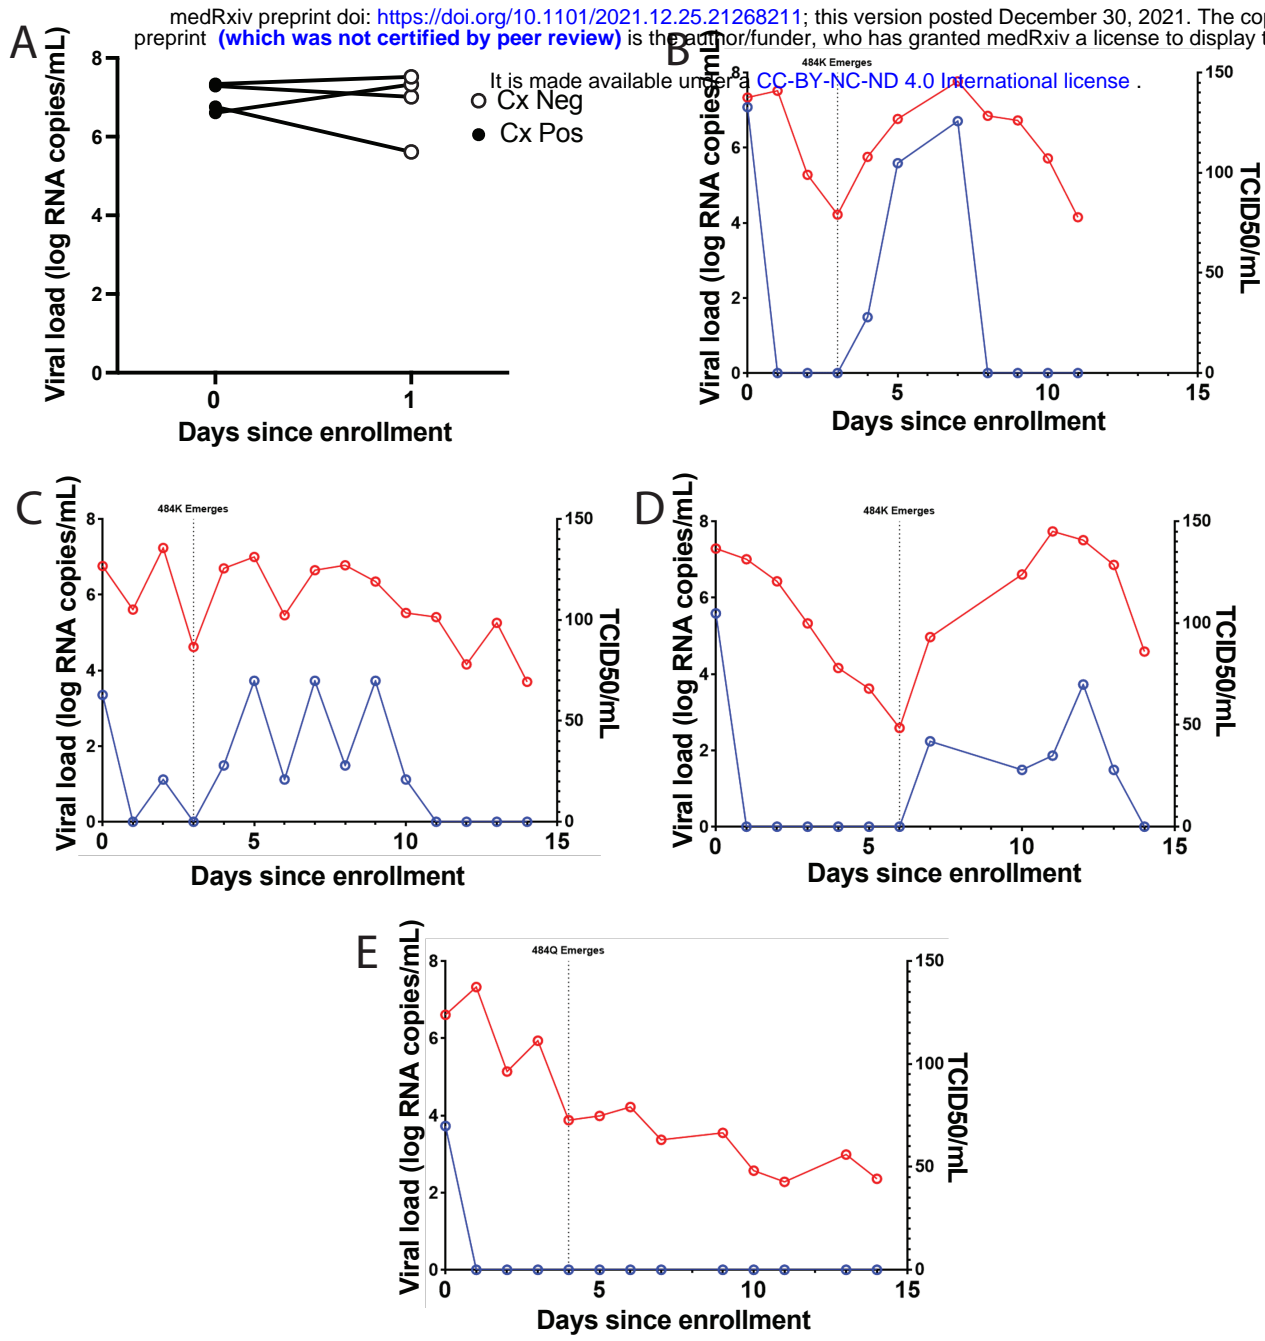 medRxiv preprint doi: https://doi.org/10.1101/2021.12.25.21268211; this version posted December 30, 2021. The cop
preprint (which was not certified by peer review) is the author/funder, who has granted medRxiv a license to display t
It is made available under a CC-BY-NC-ND 4.0 International license .
A
Viral load (log RNA copies/mL)
8
6
4
2
0
0
1
Days since enrollment
Cx Neg
Cx Pos
B
484K Emerges
Viral load (log RNA copies/mL)
8
6
4
2
0
0
5
10
15
Days since enrollment
150
100
50
0
TCID50/mL
C
484K Emerges
Viral load (log RNA copies/mL)
8
6
4
2
0
0
5
10
15
Days since enrollment
150
100
50
0
TCID50/mL
D
484K Emerges
Viral load (log RNA copies/mL)
8
6
4
2
0
0
5
10
15
Days since enrollment
150
100
50
0
TCID50/mL
E
484Q Emerges
Viral load (log RNA copies/mL)
8
6
4
2
0
0
5
10
15
Days since enrollment
150
100
50
0
TCID50/mL